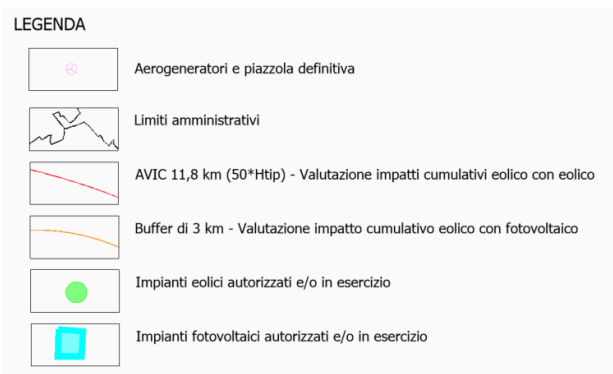 LEGENDA
Aerogeneratori e piazzola definitiva
Limiti amministrativi
AVIC 11,8 km (50*Htip) - Valutazione impatti cumulativi eolico con eolico
Buffer di 3 km - Valutazione impatto cumulativo eolico con fotovoltaico
Impianti eolici autorizzati e/o in esercizio
Impianti fotovoltaici autorizzati e/o in esercizio